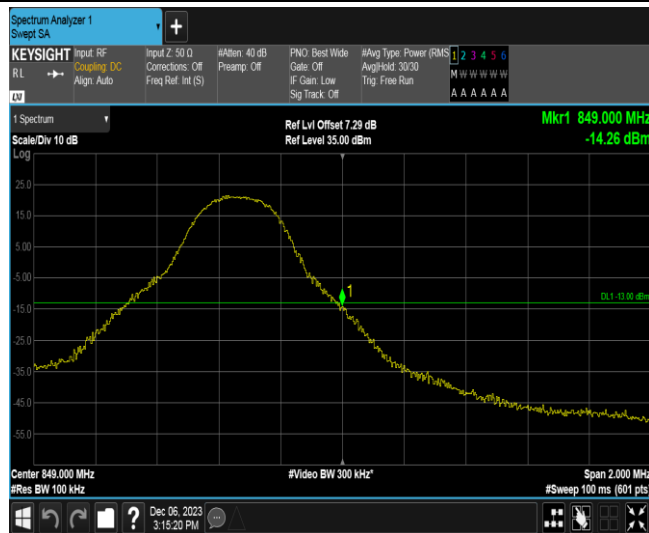 Spectrum Analyzer 1
Swept SA
+
KEYSIGHT
RL
Input: RF
Coupling: DC
Align: Auto
Input Z: 50 Ω
Corrections: Off
Freq Ref: Int (S)
#Atten: 40 dB
Preamp: Off
PNO: Best Wide
Gate: Off
IF Gain: Low
Sig Track: Off
#Avg Type: Power (RMS
Avg|Hold: 30/30
Trig: Free Run
1 2 3 4 5 6
M W W W W W
A A A A A A
LXI
1 Spectrum
Scale/Div 10 dB
Ref Lvl Offset 7.29 dB
Ref Level 35.00 dBm
Mkr1 849.000 MHz
-14.26 dBm
Log
25.0
15.0
5.00
-5.00
-15.0
-25.0
-35.0
-45.0
-55.0
1
DL1 -13.00 dBm
Center 849.000 MHz
#Res BW 100 kHz
#Video BW 300 kHz*
Span 2.000 MHz
#Sweep 100 ms (601 pts)
?
Dec 06, 2023
3:15:20 PM